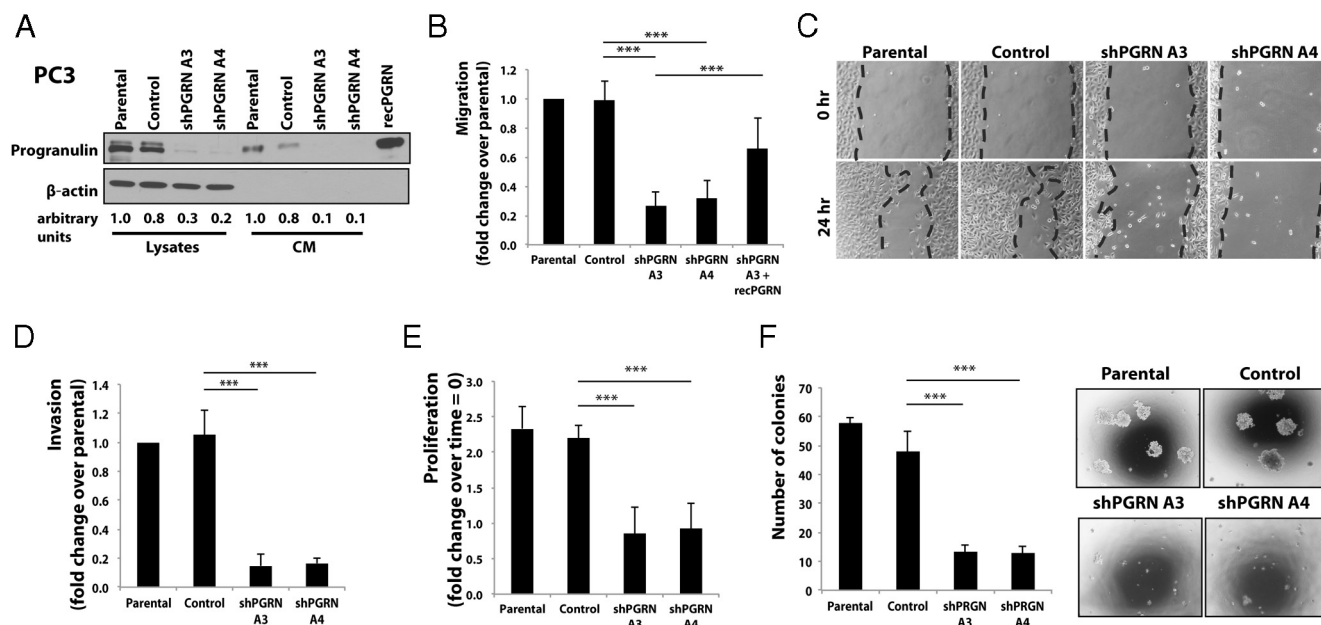 A
PC3
Parental
Control
shPGRN A3
shPGRN A4
Parental
Control
shPGRN A3
shPGRN A4
recPGRN
Progranulin
β-actin
arbitrary
units
1.0 0.8 0.3 0.2 1.0 0.8 0.1 0.1
Lysates CM
B
Migration
(fold change over parental)
1.2
1.0
0.8
0.6
0.4
0.2
0.0
***
***
***
Parental
Control
shPGRN
A3
shPGRN
A4
shPGRN
A3 +
recPGRN
C
Parental Control shPGRN A3 shPGRN A4
0 hr
24 hr
D
Invasion
(fold change over parental)
1.4
1.2
1.0
0.8
0.6
0.4
0.2
0.0
***
***
Parental
Control
shPGRN
A3
shPGRN
A4
E
Proliferation
(fold change over time = 0)
3.0
2.5
2.0
1.5
1.0
0.5
0.0
***
***
Parental
Control
shPGRN
A3
shPGRN
A4
F
Number of colonies
70
60
50
40
30
20
10
0
***
***
Parental
Control
shPRGN
A3
shPRGN
A4
Parental Control
shPGRN A3 shPGRN A4